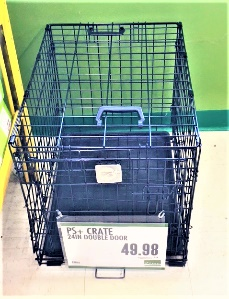 PS+ CRATE
24IN DOUBLE DOOR
49.98